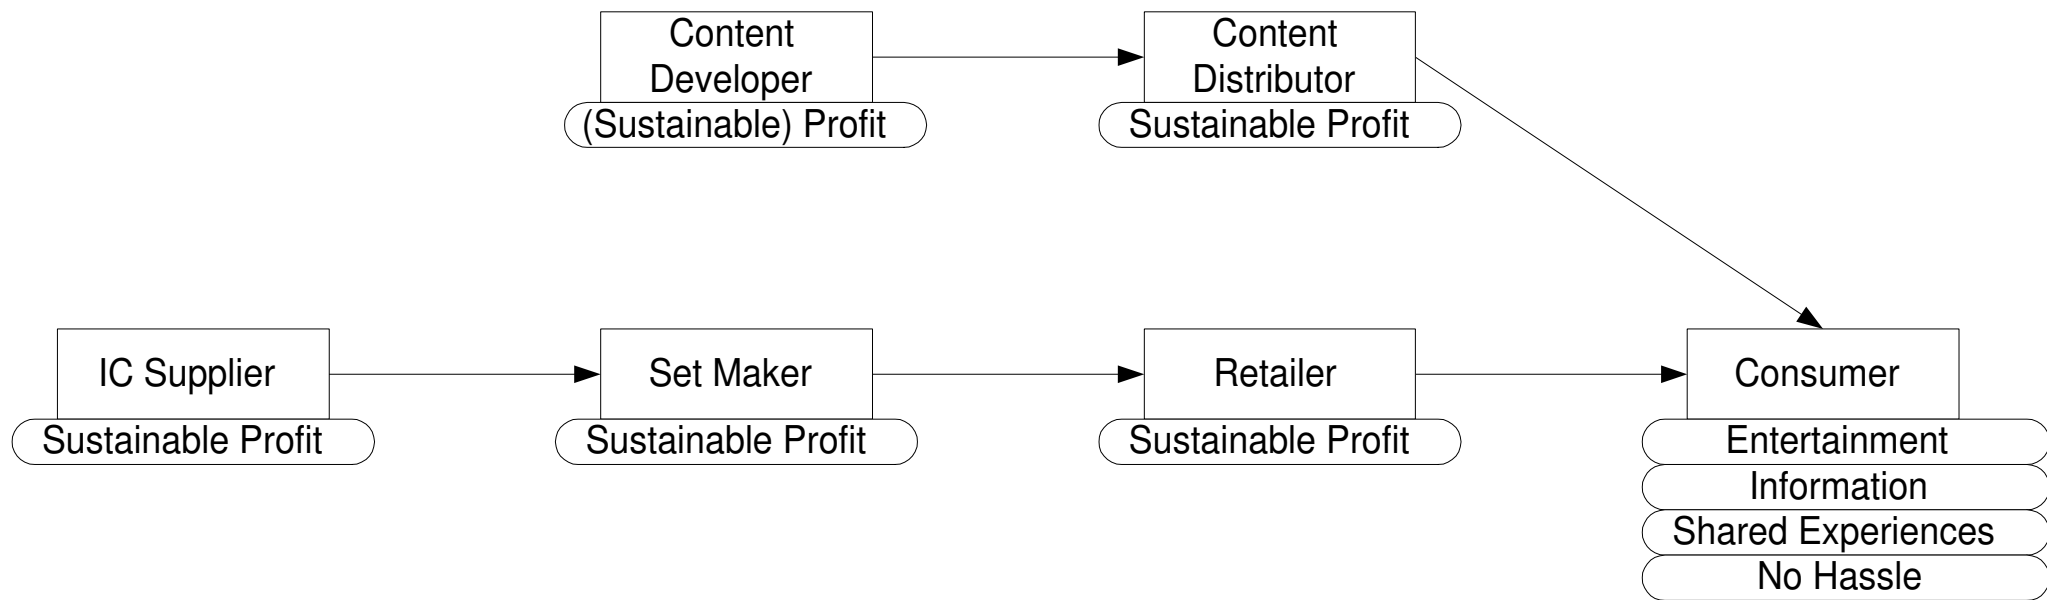 Content
Developer
(Sustainable) Profit
Content
Distributor
Sustainable Profit
IC Supplier
Sustainable Profit
Set Maker
Sustainable Profit
Retailer
Sustainable Profit
Consumer
Entertainment
Information
Shared Experiences
No Hassle